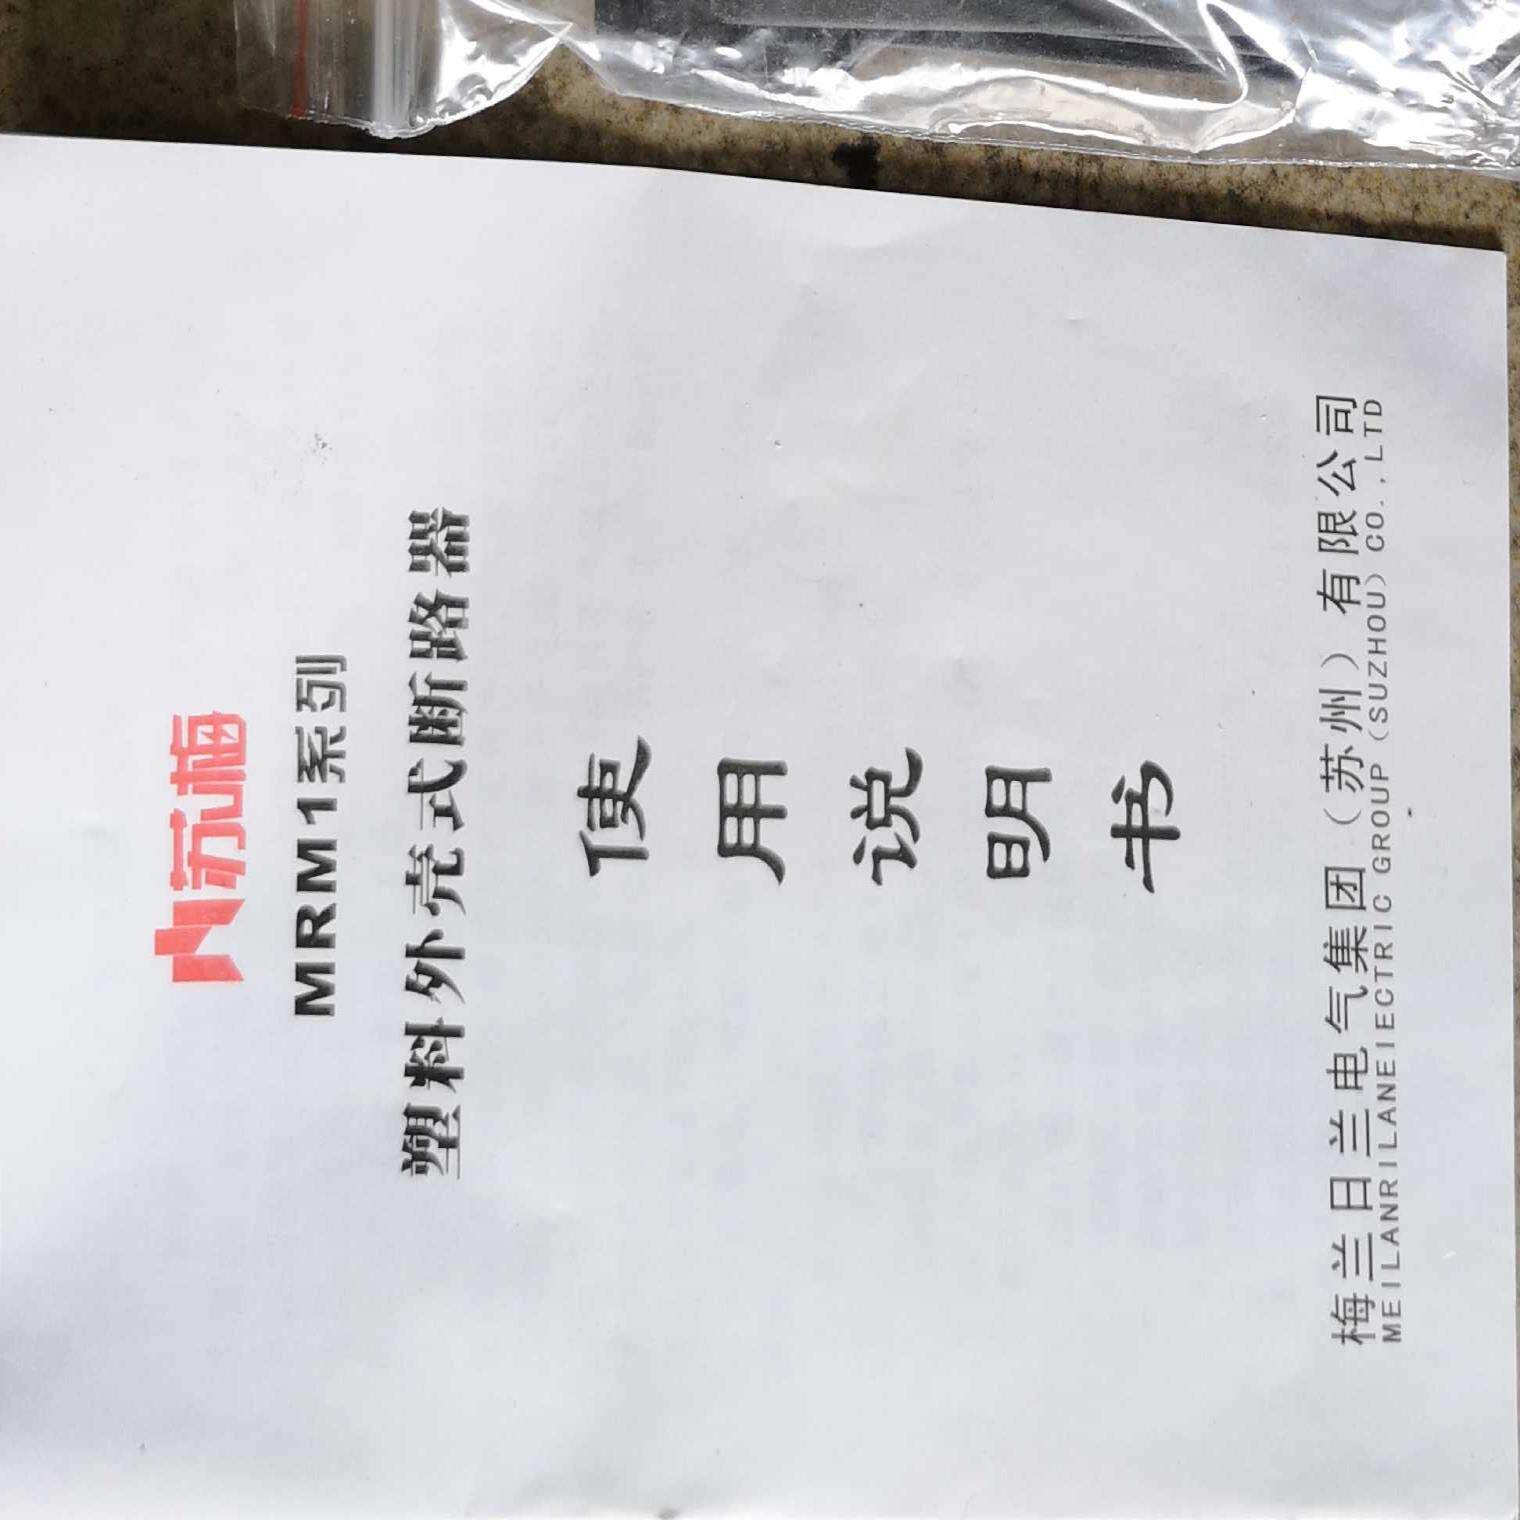 苏梅
MRM1系列
塑料外壳式断路器
使
用
说
明
书
梅兰日兰电气集团（苏州）有限公司
MEILANRILANEIECTRIC GROUP (SUZHOU) CO.,LTD